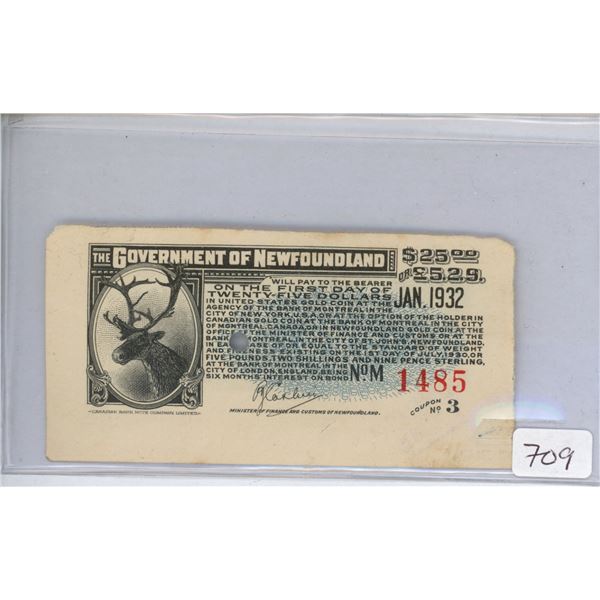 THE GOVERNMENT OF NEWFOUNDLAND
$25.00
OR £5.2.9.
WILL PAY TO THE BEARER
ON THE FIRST DAY OF JAN. 1932
TWENTY-FIVE DOLLARS
IN UNITED STATES GOLD COIN AT THE
AGENCY OF THE BANK OF MONTREAL IN THE
CITY OF NEW YORK, U.S.A. OR AT THE OPTION OF THE HOLDER IN
CANADIAN GOLD COIN AT THE BANK OF MONTREAL IN THE CITY
OF MONTREAL, CANADA, OR IN NEWFOUNDLAND GOLD COIN AT THE
OFFICE OF THE MINISTER OF FINANCE AND CUSTOMS OR AT THE
BANK OF MONTREAL IN THE CITY OF ST. JOHN'S, NEWFOUNDLAND,
IN EACH CASE OF OR EQUAL TO THE STANDARD OF WEIGHT
AND FINENESS EXISTING ON THE 1ST DAY OF JULY, 1930, OR
FIVE POUNDS, TWO SHILLINGS AND NINE PENCE STERLING,
AT THE BANK OF MONTREAL IN THE
CITY OF LONDON, ENGLAND, BEING
SIX MONTHS INTEREST ON BOND No. M 1485
MINISTER OF FINANCE AND CUSTOMS OF NEWFOUNDLAND.
COUPON No 3
CANADIAN BANK NOTE COMPANY, LIMITED.
709